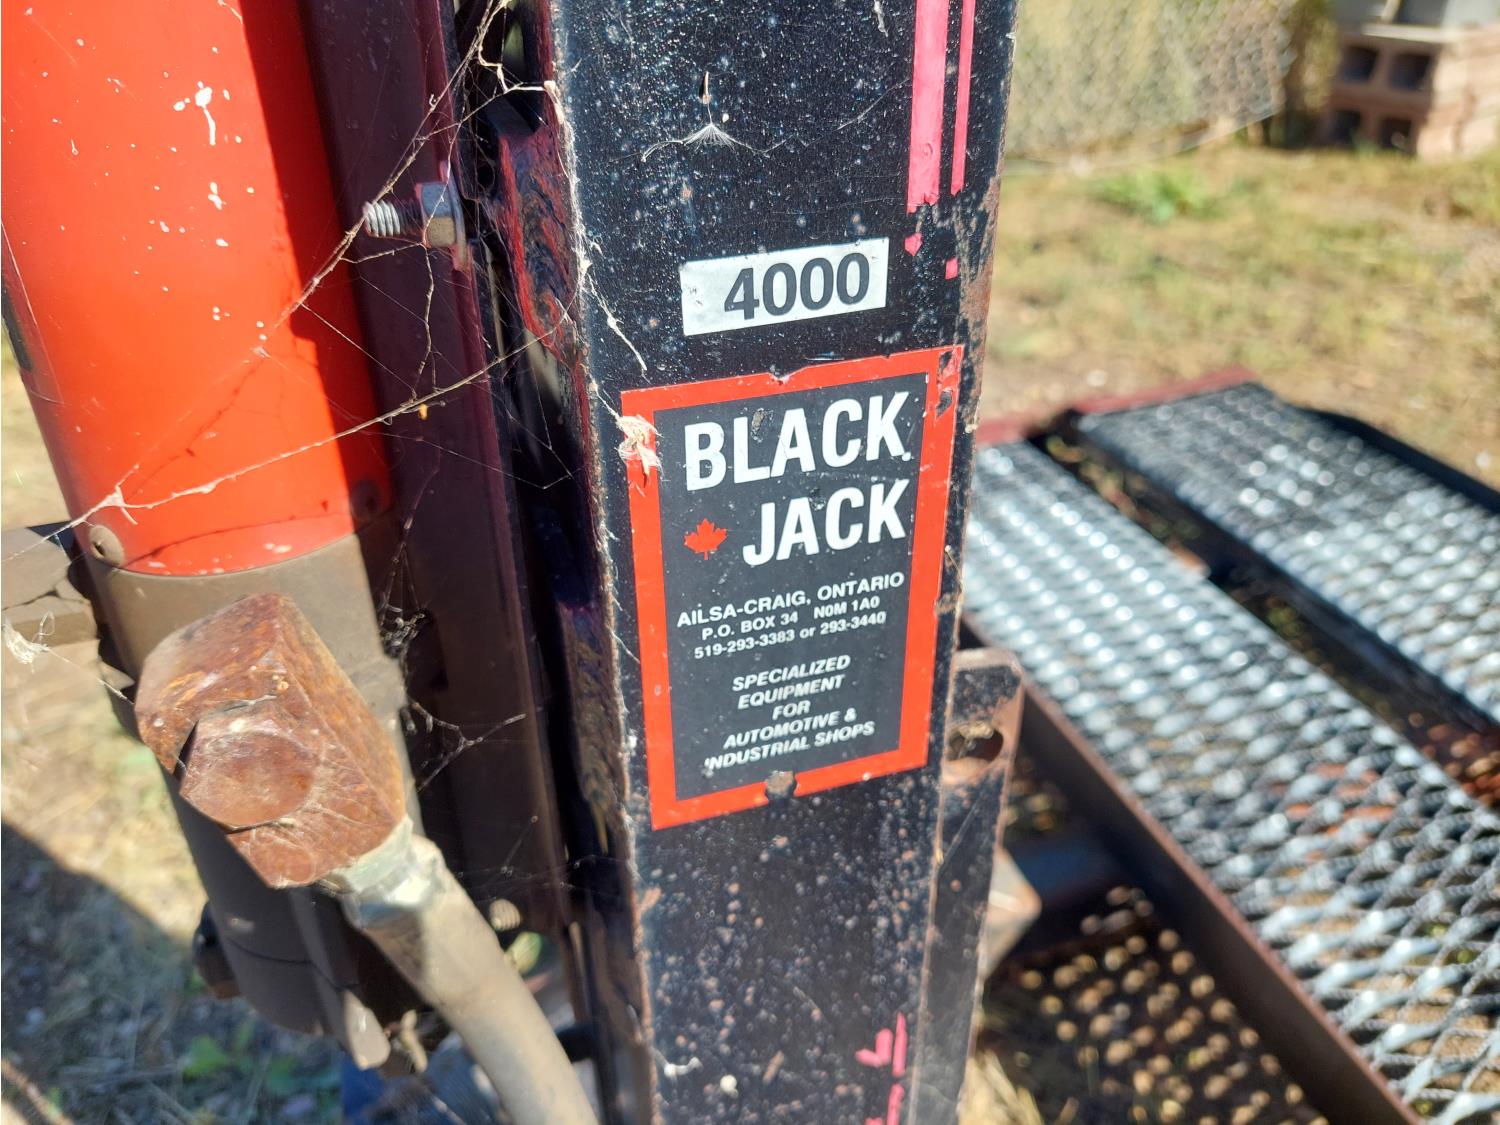 4000
BLACK
JACK
AILSA-CRAIG, ONTARIO
P.O. BOX 34 N0M 1A0
519-293-3383 or 293-3440
SPECIALIZED
EQUIPMENT
FOR
AUTOMOTIVE &
INDUSTRIAL SHOPS